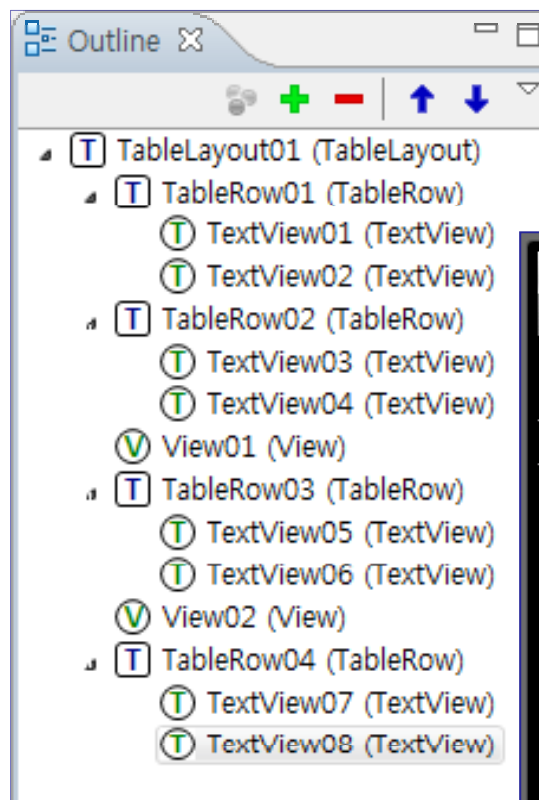 Outline
T TableLayout01 (TableLayout)
T TableRow01 (TableRow)
T TextView01 (TextView)
T TextView02 (TextView)
T TableRow02 (TableRow)
T TextView03 (TextView)
T TextView04 (TextView)
V View01 (View)
T TableRow03 (TableRow)
T TextView05 (TextView)
T TextView06 (TextView)
V View02 (View)
T TableRow04 (TableRow)
T TextView07 (TextView)
T TextView08 (TextView)